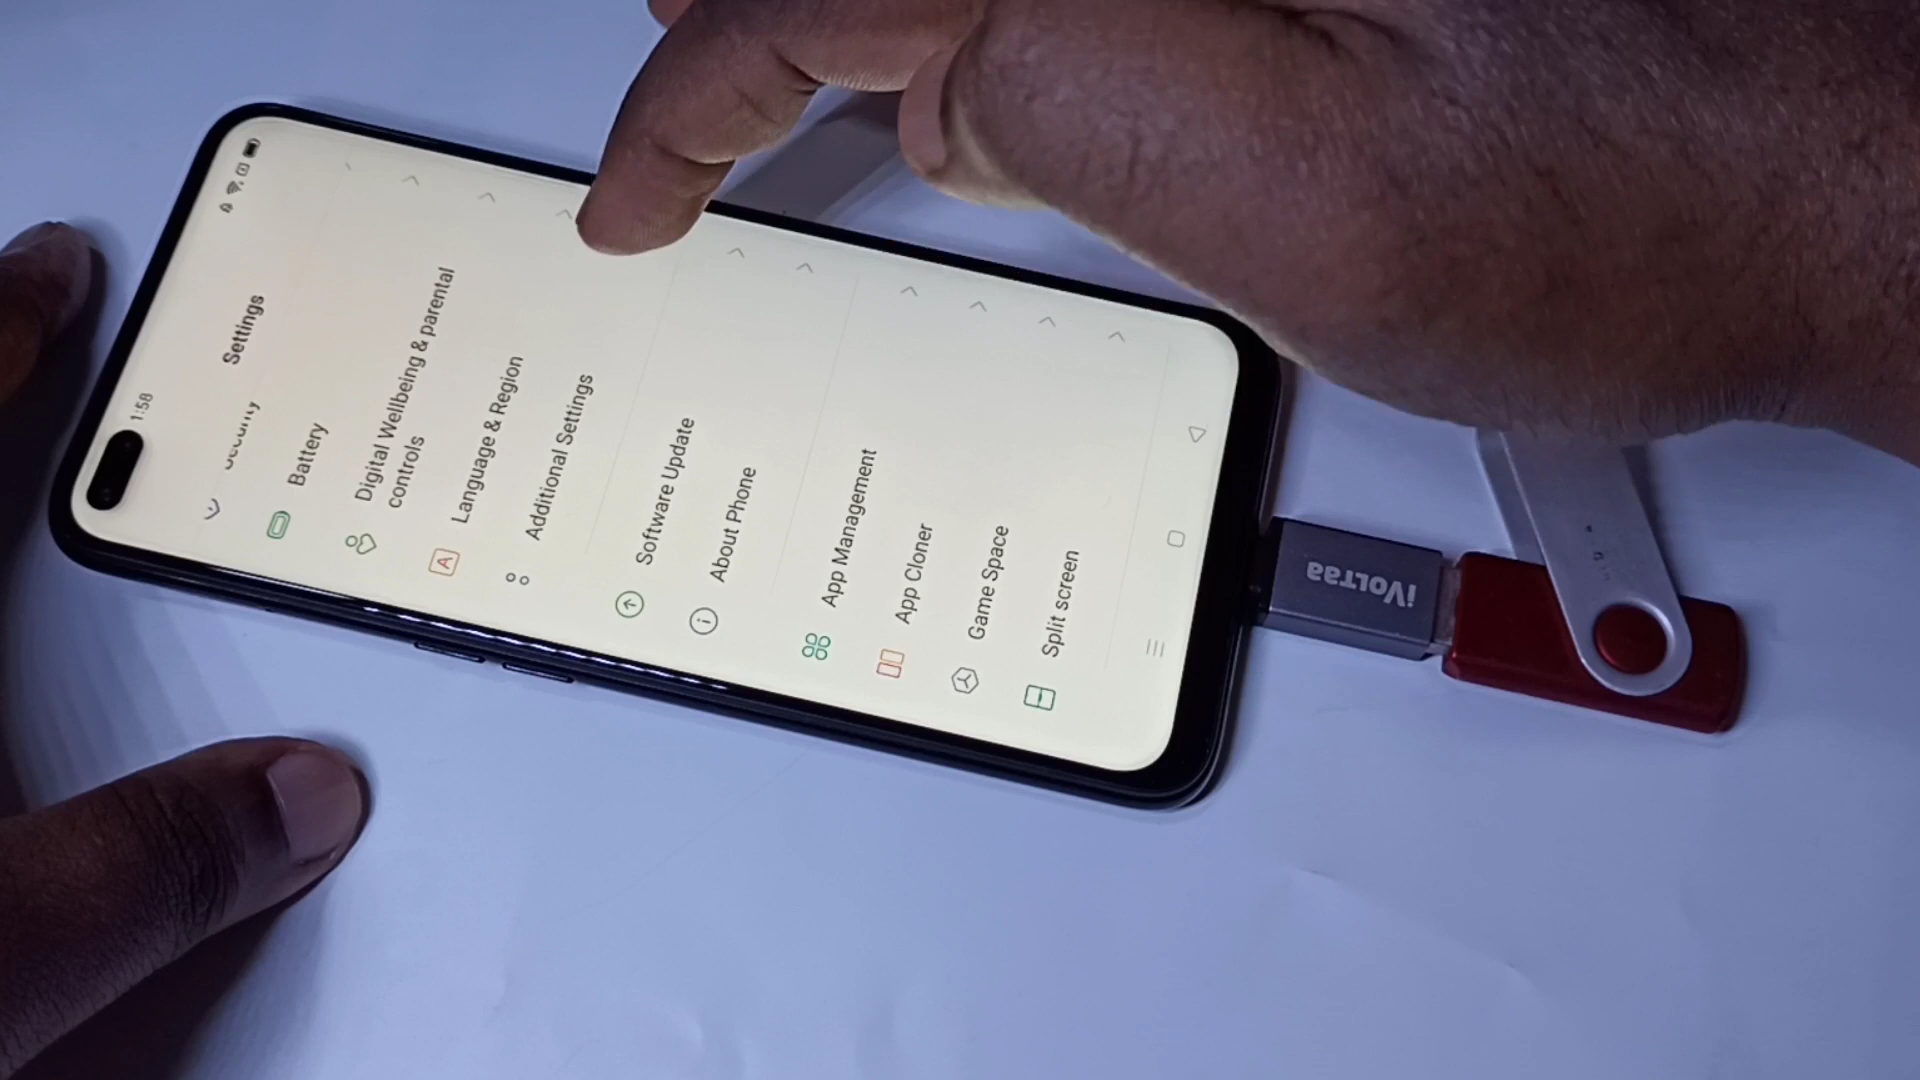 1:58
Settings
Security
Battery
Digital Wellbeing & parental
controls
Language & Region
Additional Settings
Software Update
About Phone
App Management
App Cloner
Game Space
Split screen
iVoltaa